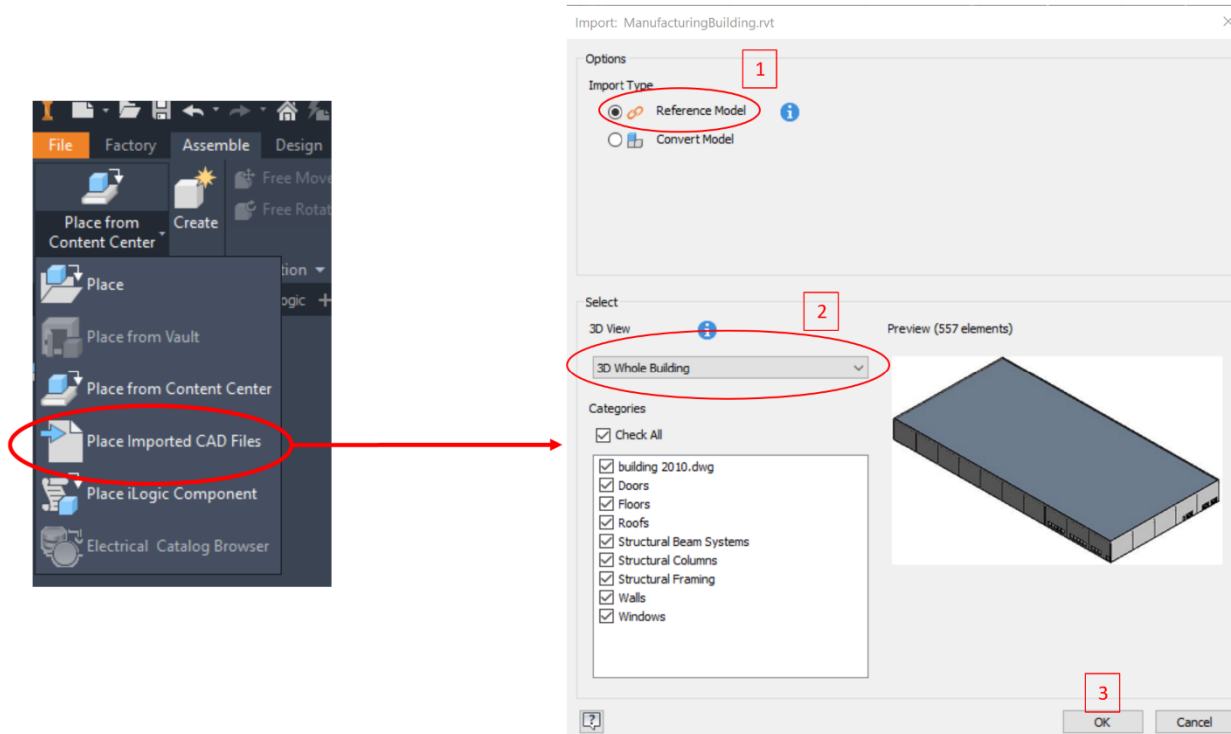 File Factory Assemble Design
Free Move
Free Rotat
Place from
Content Center
Create
tion
ogic
Place
Place from Vault
Place from Content Center
Place Imported CAD Files
Place iLogic Component
Electrical Catalog Browser
Import: ManufacturingBuilding.rvt
Options
1
Import Type
Reference Model
Convert Model
Select
2
3D View
Preview (557 elements)
3D Whole Building
Categories
Check All
building 2010.dwg
Doors
Floors
Roofs
Structural Beam Systems
Structural Columns
Structural Framing
Walls
Windows
3
OK
Cancel